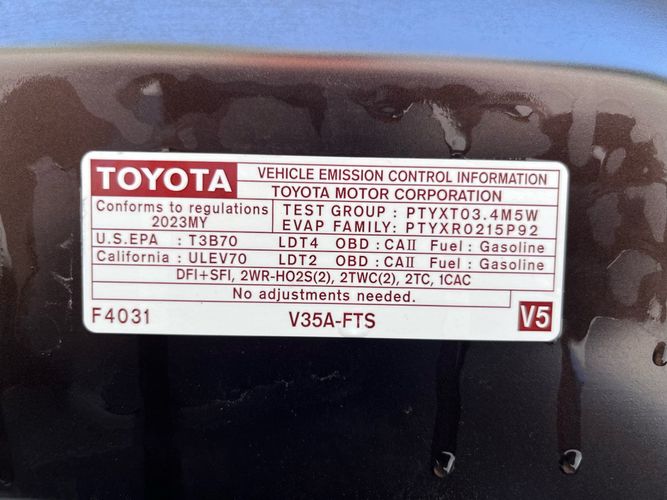 TOYOTA
VEHICLE EMISSION CONTROL INFORMATION
TOYOTA MOTOR CORPORATION
Conforms to regulations
2023MY
TEST GROUP : PTYXT03.4M5W
EVAP FAMILY: PTYXR0215P92
U.S.EPA : T3B70 LDT4 OBD : CAII Fuel : Gasoline
California : ULEV70 LDT2 OBD : CAII Fuel : Gasoline
DFI+SFI, 2WR-HO2S(2), 2TWC(2), 2TC, 1CAC
No adjustments needed.
F4031 V35A-FTS V5